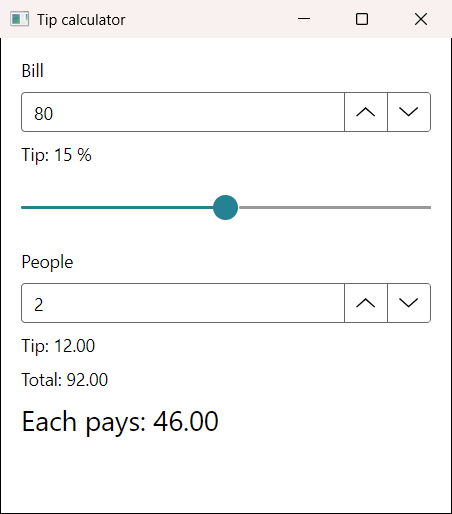 Tip calculator
Bill
80
Tip: 15 %
People
2
Tip: 12.00
Total: 92.00
Each pays: 46.00